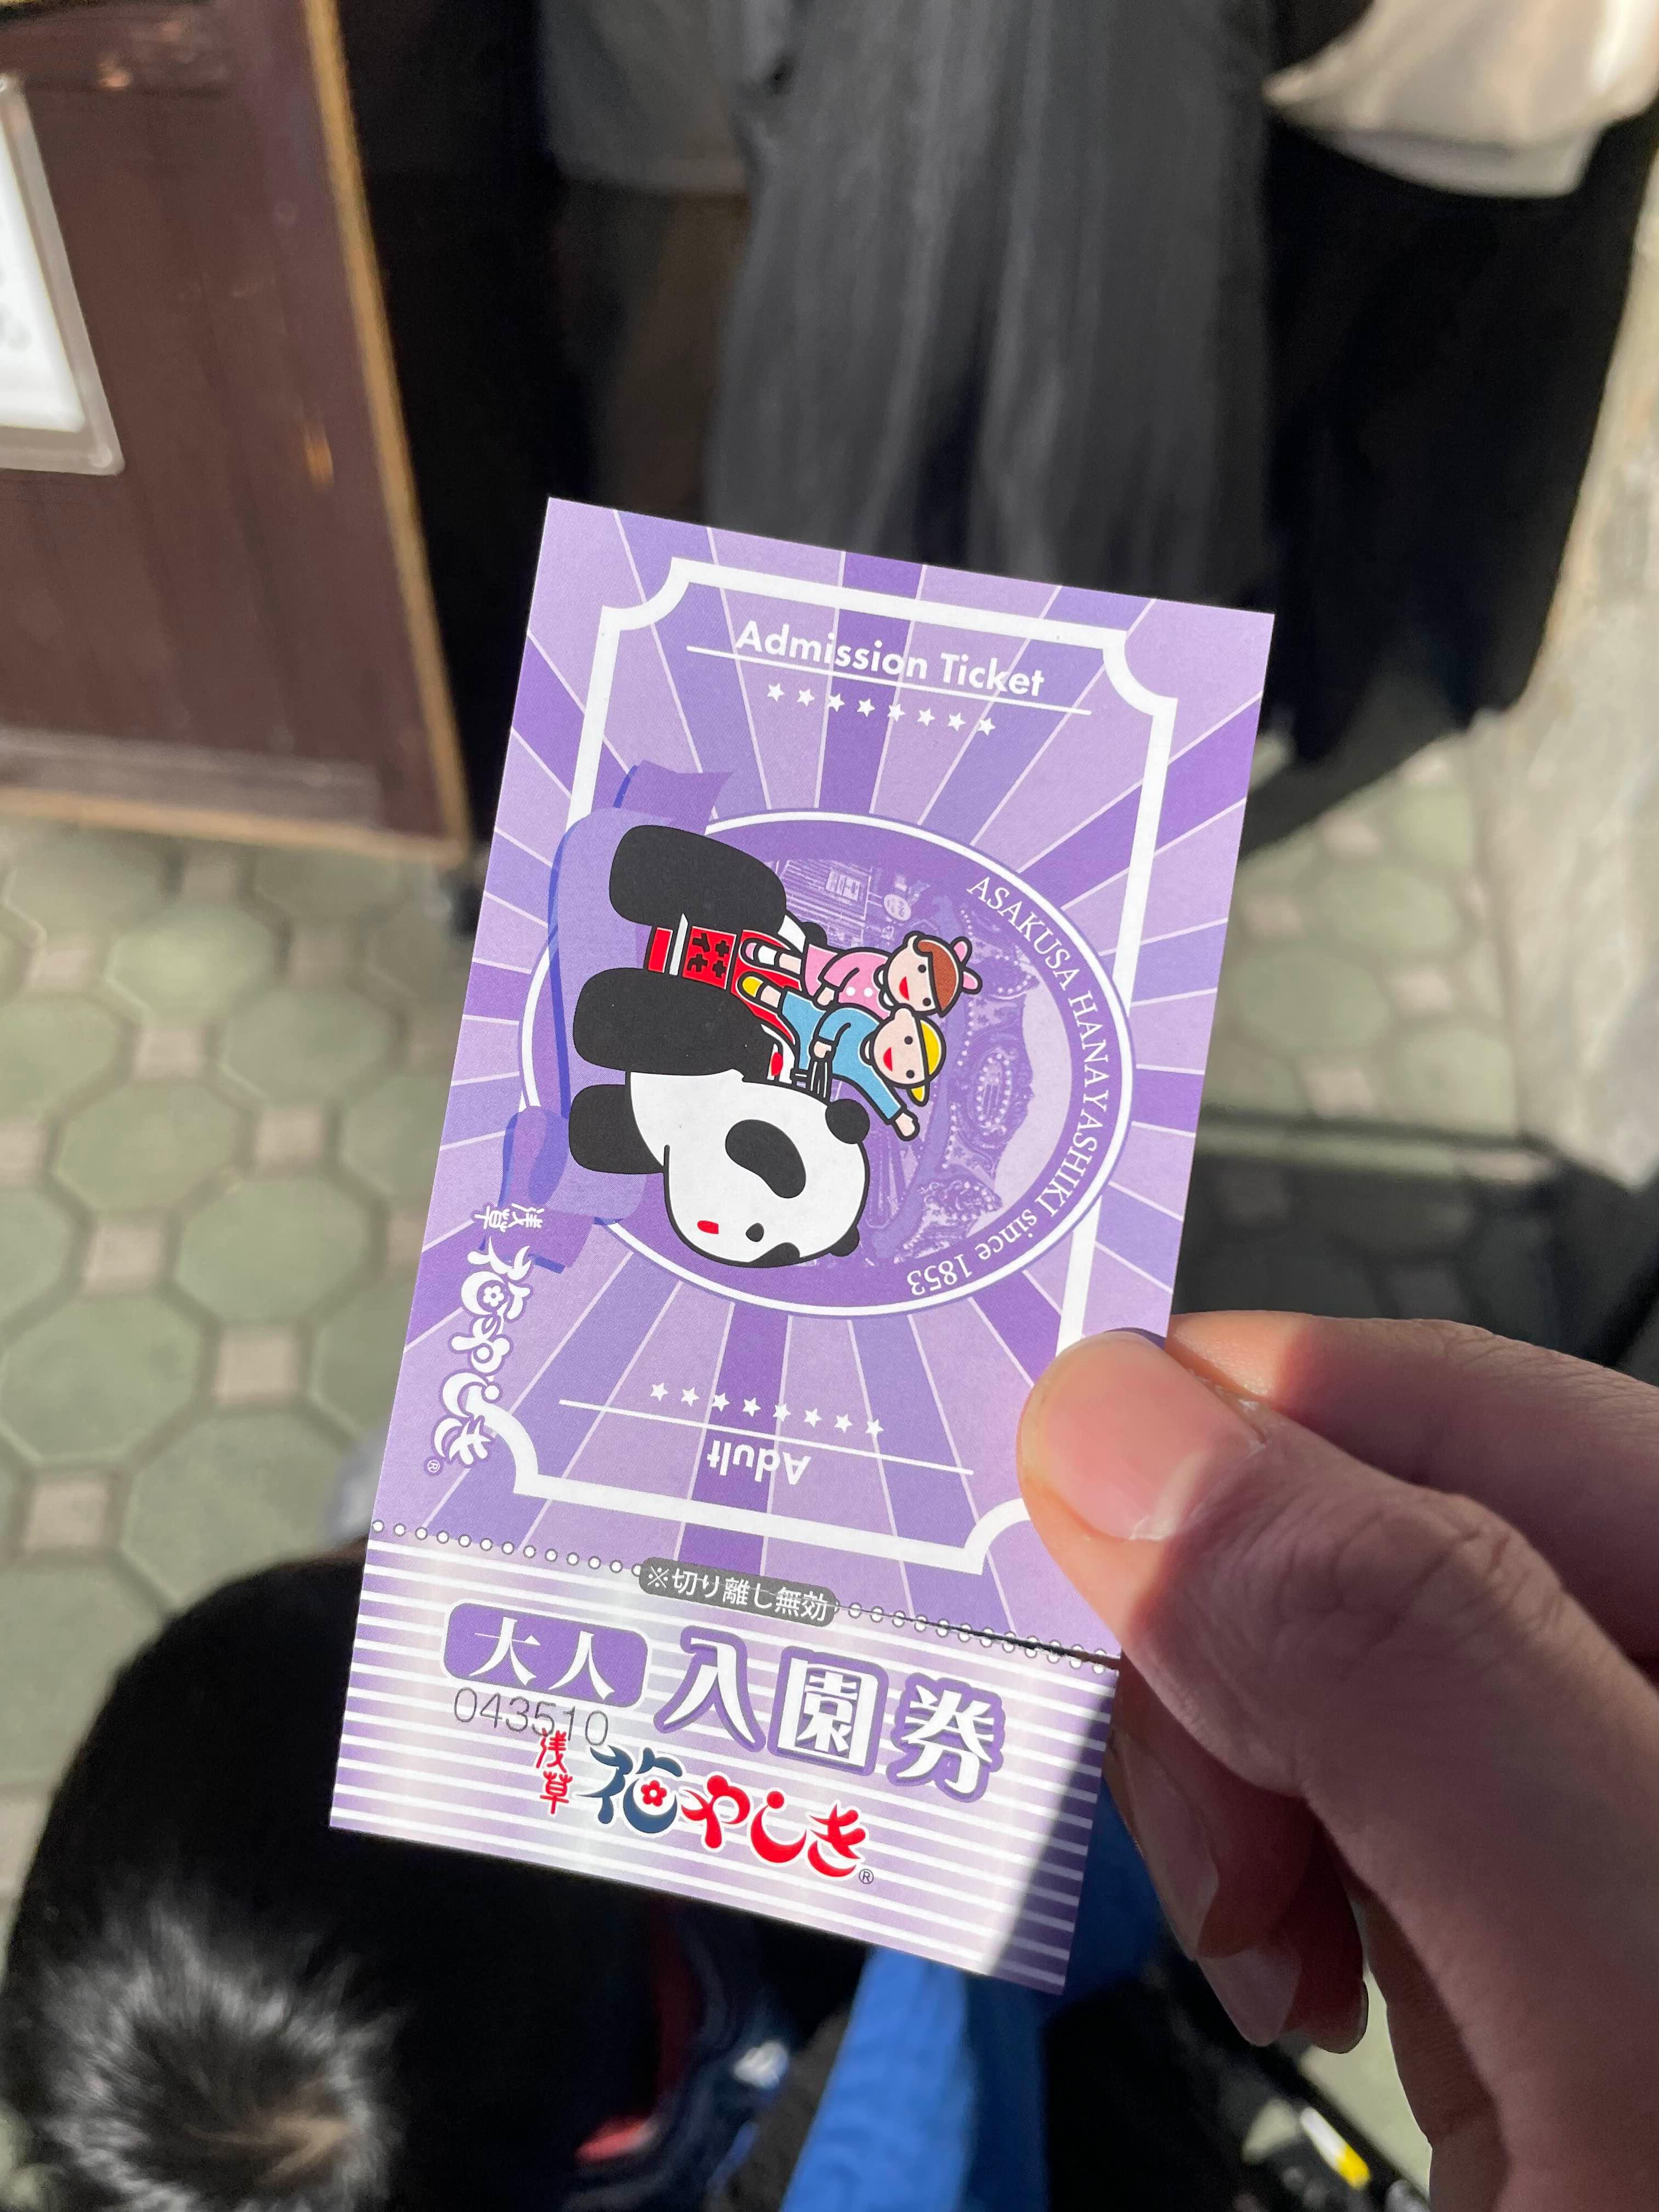 Admission Ticket
ASAKUSA HANAYASHIKI since 1853
浅草
花やしき®
Adult
※切り離し無効
大人 入園券
043510
浅草 花やしき®